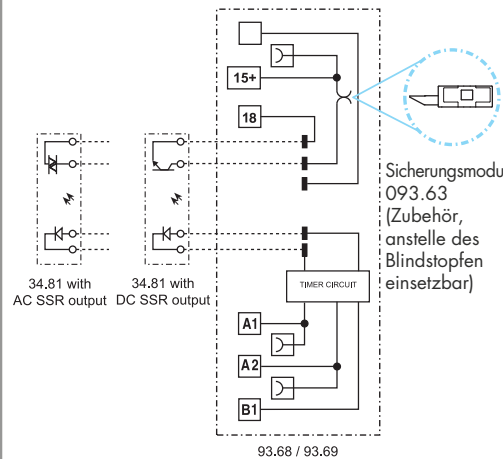 15+
18
Sicherungsmodu
093.63
(Zubehör,
anstelle des
Blindstopfen
einsetzbar)
34.81 with
AC SSR output
34.81 with
DC SSR output
TIMER CIRCUIT
A1
A2
B1
93.68 / 93.69